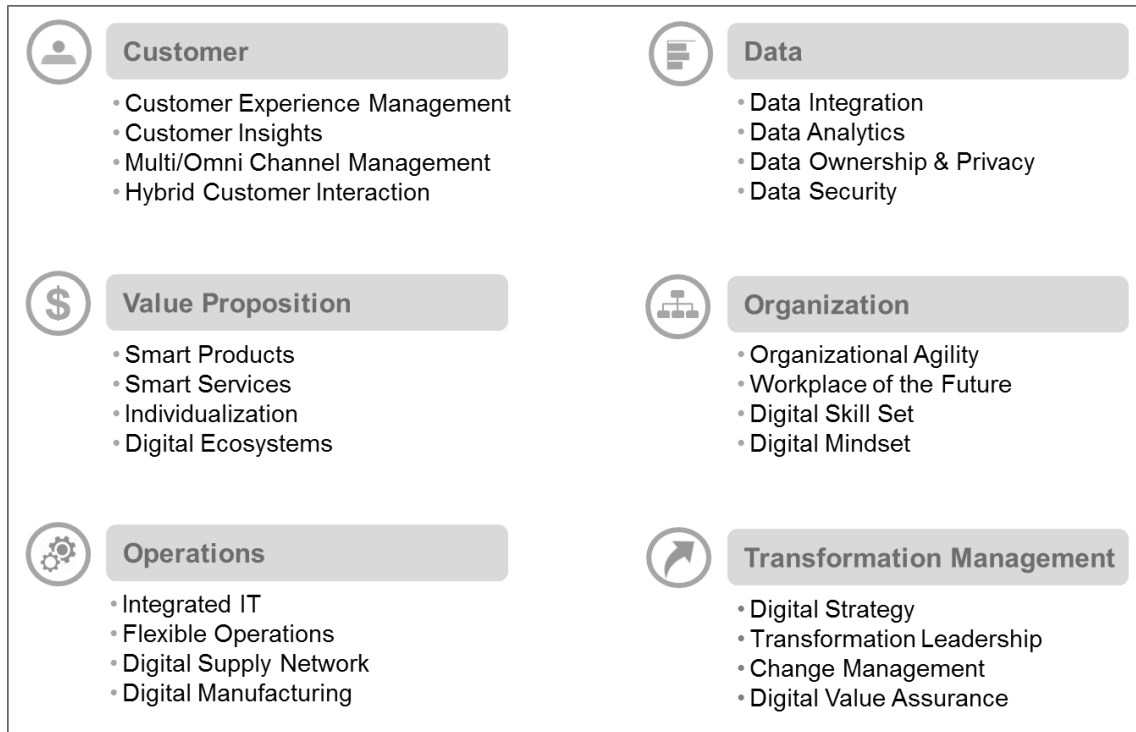 Customer
• Customer Experience Management
• Customer Insights
• Multi/Omni Channel Management
• Hybrid Customer Interaction
Data
• Data Integration
• Data Analytics
• Data Ownership & Privacy
• Data Security
$
Value Proposition
• Smart Products
• Smart Services
• Individualization
• Digital Ecosystems
Organization
• Organizational Agility
• Workplace of the Future
• Digital Skill Set
• Digital Mindset
Operations
• Integrated IT
• Flexible Operations
• Digital Supply Network
• Digital Manufacturing
Transformation Management
• Digital Strategy
• Transformation Leadership
• Change Management
• Digital Value Assurance